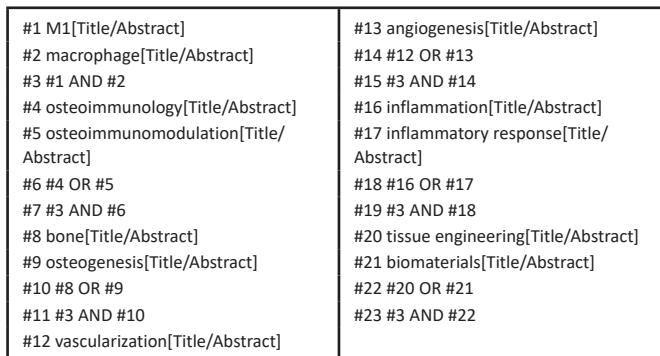 #1 M1[Title/Abstract]
#2 macrophage[Title/Abstract]
#3 #1 AND #2
#4 osteoimmunology[Title/Abstract]
#5 osteoimmunomodulation[Title/
Abstract]
#6 #4 OR #5
#7 #3 AND #6
#8 bone[Title/Abstract]
#9 osteogenesis[Title/Abstract]
#10 #8 OR #9
#11 #3 AND #10
#12 vascularization[Title/Abstract]
#13 angiogenesis[Title/Abstract]
#14 #12 OR #13
#15 #3 AND #14
#16 inflammation[Title/Abstract]
#17 inflammatory response[Title/
Abstract]
#18 #16 OR #17
#19 #3 AND #18
#20 tissue engineering[Title/Abstract]
#21 biomaterials[Title/Abstract]
#22 #20 OR #21
#23 #3 AND #22